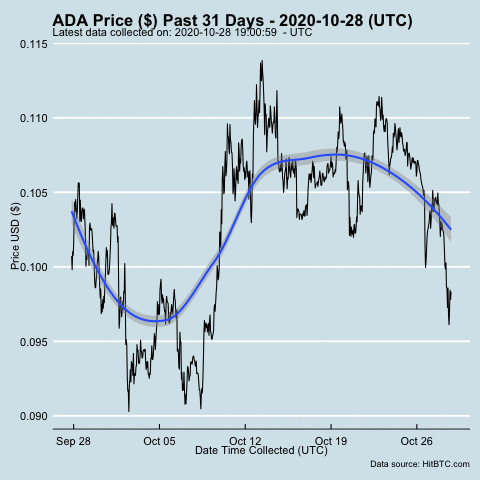 ADA Price ($) Past 31 Days - 2020-10-28 (UTC)
Latest data collected on: 2020-10-28 19:00:59 - UTC
0.115
0.110
0.105
0.100
0.095
0.090
Price USD ($)
Sep 28 Oct 05 Oct 12 Oct 19 Oct 26
Date Time Collected (UTC)
Data source: HitBTC.com